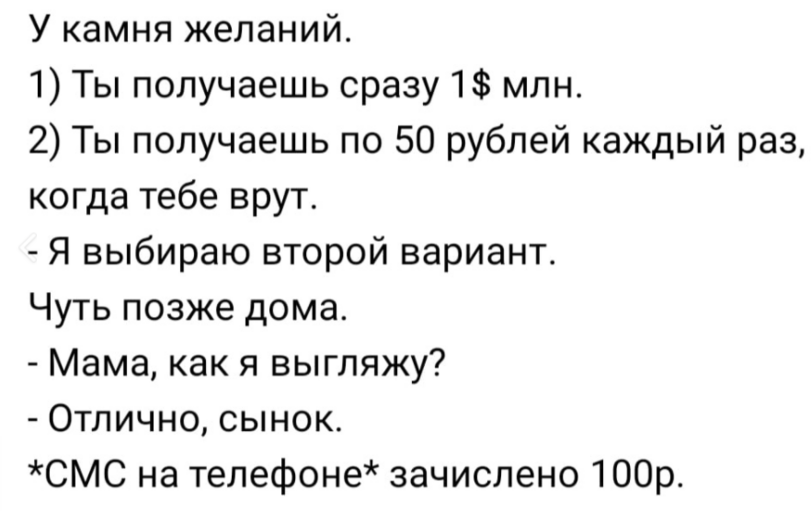 У камня желаний.
1) Ты получаешь сразу 1$ млн.
2) Ты получаешь по 50 рублей каждый раз,
когда тебе врут.
- Я выбираю второй вариант.
Чуть позже дома.
- Мама, как я выгляжу?
- Отлично, сынок.
*СМС на телефоне* зачислено 100р.